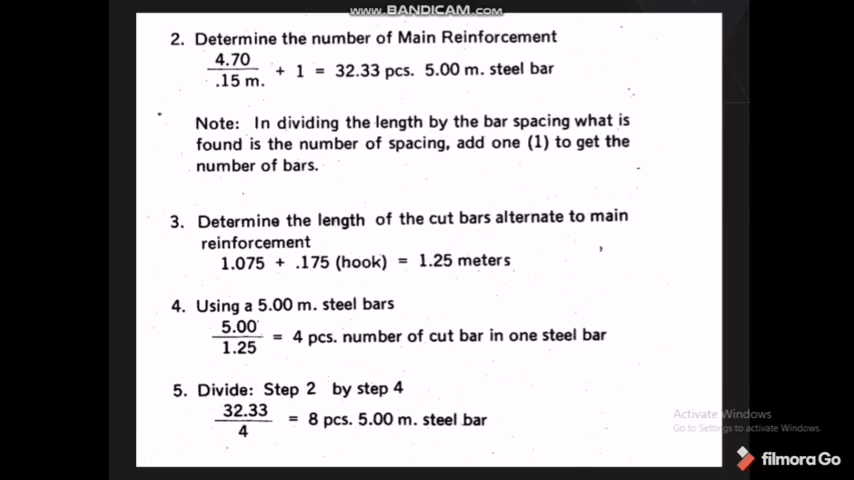 www.BANDICAM.com
2. Determine the number of Main Reinforcement
4.70
.15 m. + 1 = 32.33 pcs. 5.00 m. steel bar
Note: In dividing the length by the bar spacing what is
found is the number of spacing, add one (1) to get the
number of bars.
3. Determine the length of the cut bars alternate to main
reinforcement
1.075 + .175 (hook) = 1.25 meters
4. Using a 5.00 m. steel bars
5.00
1.25 = 4 pcs. number of cut bar in one steel bar
5. Divide: Step 2 by step 4
32.33
4 = 8 pcs. 5.00 m. steel bar
Activate Windows
Go to Settings to activate Windows.
filmora Go